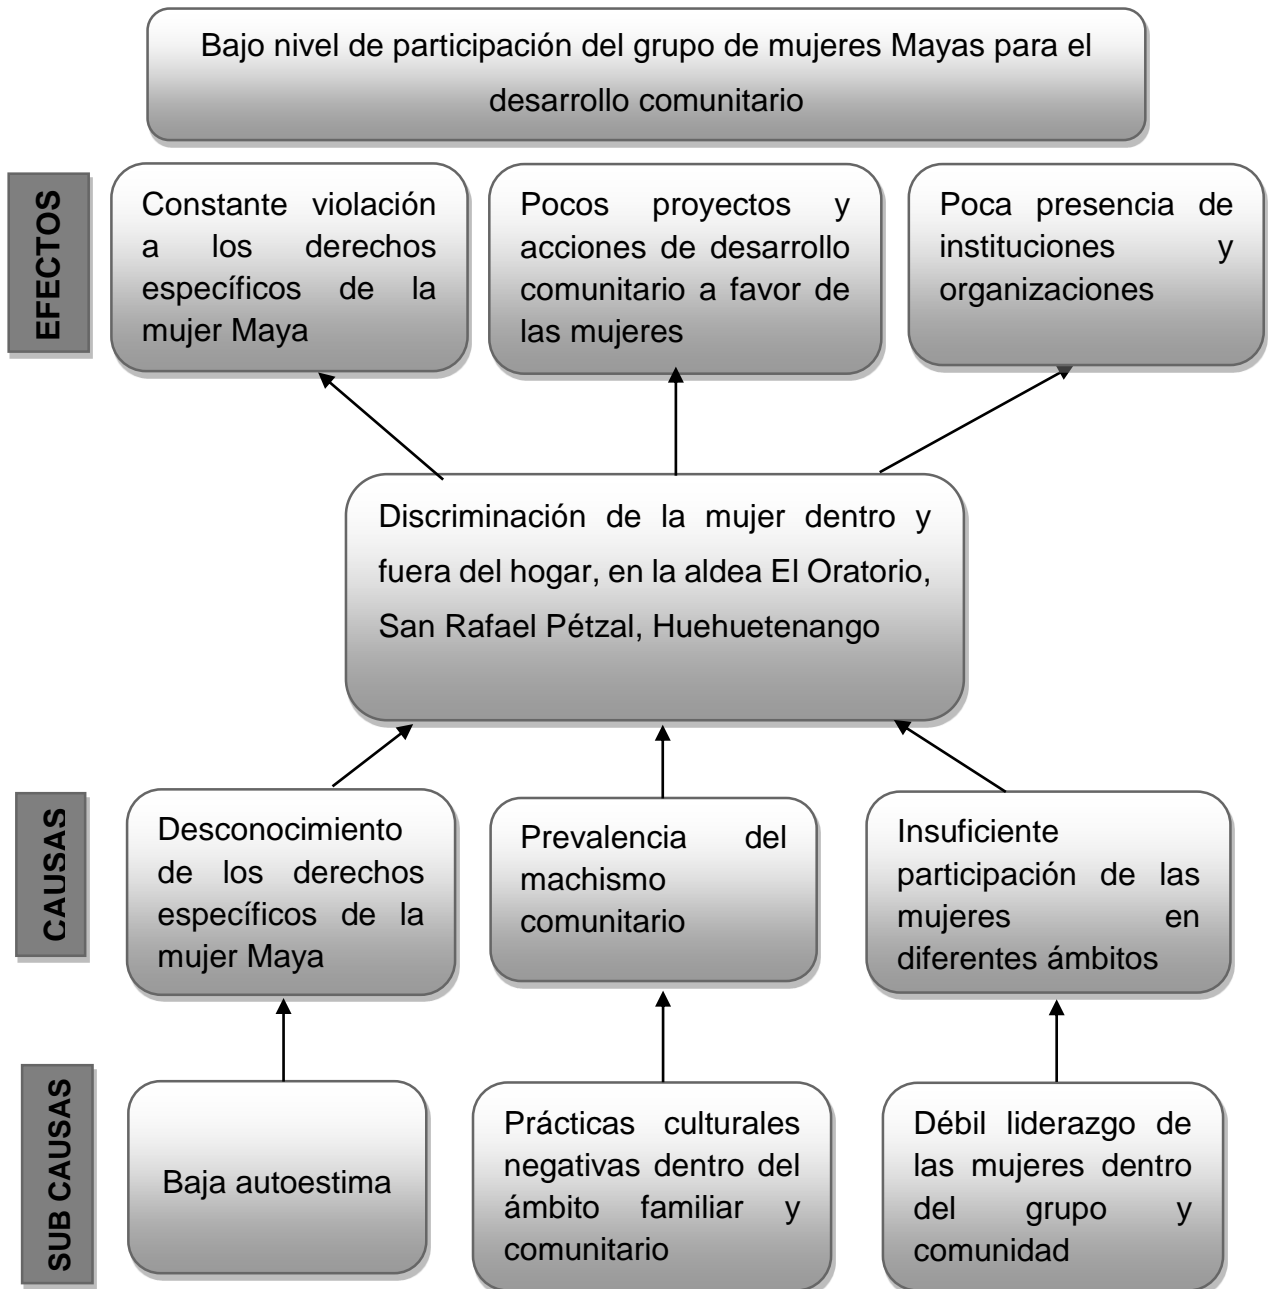 Bajo nivel de participación del grupo de mujeres Mayas para el
desarrollo comunitario
EFECTOS
Constante violación
a los derechos
específicos de la
mujer Maya
Pocos proyectos y
acciones de desarrollo
comunitario a favor de
las mujeres
Poca presencia de
instituciones y
organizaciones
Discriminación de la mujer dentro y
fuera del hogar, en la aldea El Oratorio,
San Rafael Pétzal, Huehuetenango
CAUSAS
Desconocimiento
de los derechos
específicos de la
mujer Maya
Prevalencia del
machismo
comunitario
Insuficiente
participación de las
mujeres en
diferentes ámbitos
SUB CAUSAS
Baja autoestima
Prácticas culturales
negativas dentro del
ámbito familiar y
comunitario
Débil liderazgo de
las mujeres dentro
del grupo y
comunidad